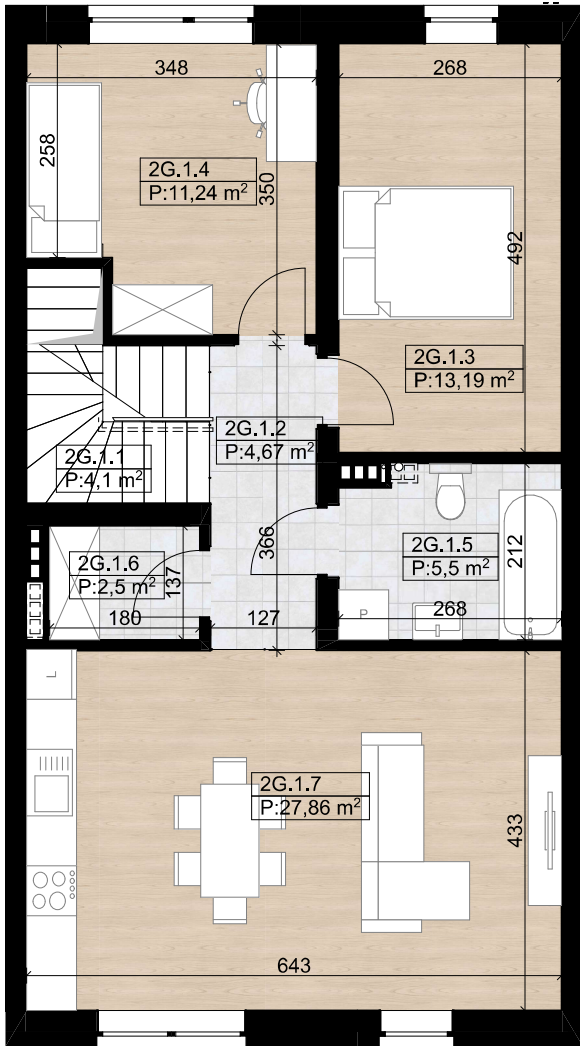 348
268
258
2G.1.4
P:11,24 m²
350
492
2G.1.3
P:13,19 m²
2G.1.2
P:4,67 m²
2G.1.1
P:4,1 m²
366
2G.1.5
P:5,5 m²
212
2G.1.6
P:2,5 m²
137
180
127
P
268
L
2G.1.7
P:27,86 m²
433
643